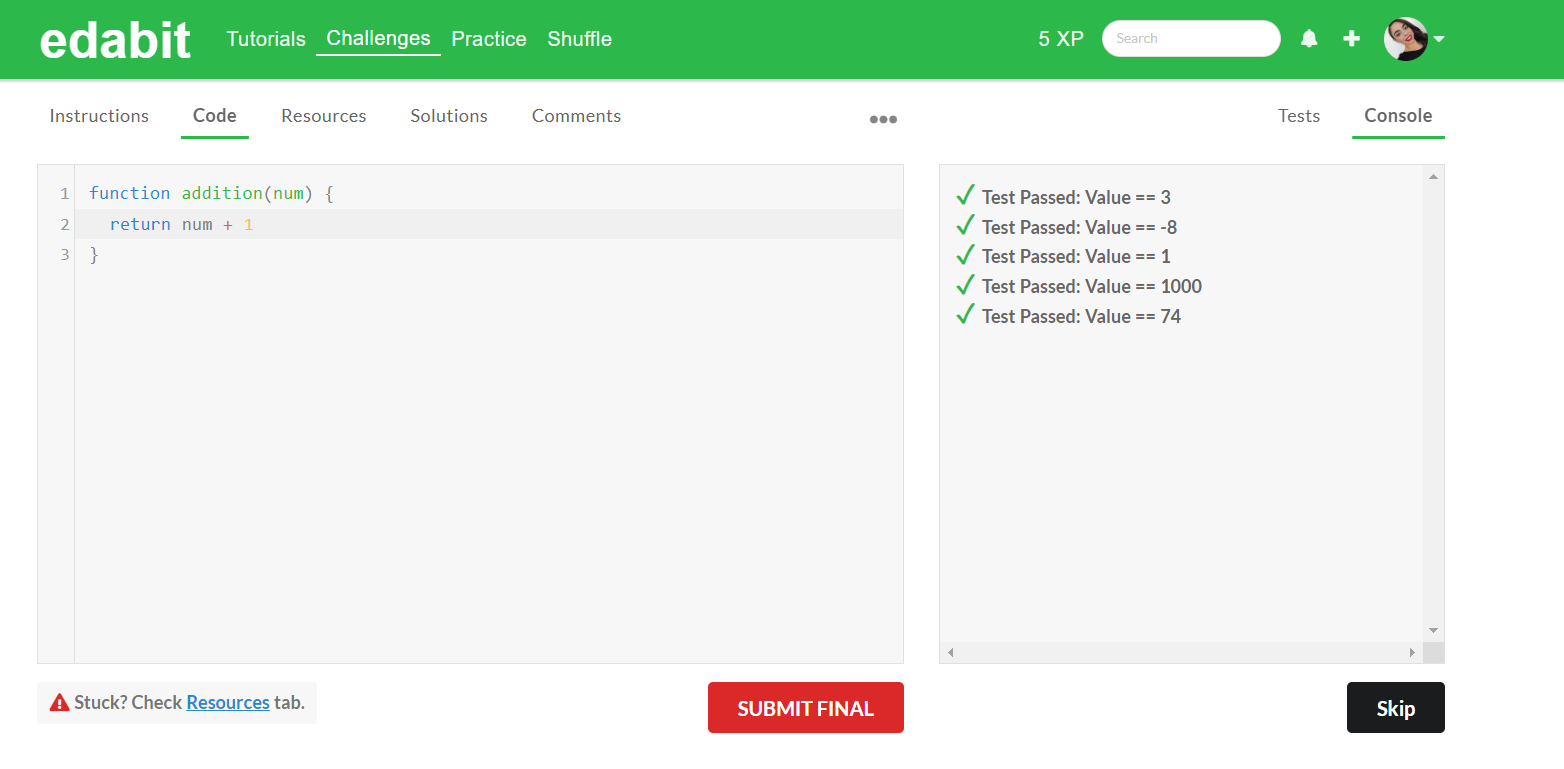 edabit Tutorials Challenges Practice Shuffle 5 XP Search
Instructions Code Resources Solutions Comments Tests Console
1 function addition(num) {
2 return num + 1
3 }
Test Passed: Value == 3
Test Passed: Value == -8
Test Passed: Value == 1
Test Passed: Value == 1000
Test Passed: Value == 74
Stuck? Check Resources tab.
SUBMIT FINAL
Skip